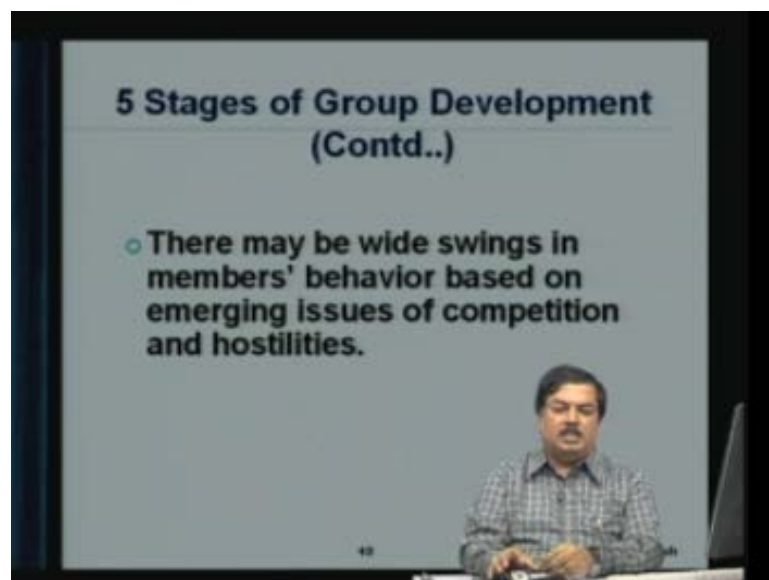 5 Stages of Group Development
(Contd..)
There may be wide swings in
members' behavior based on
emerging issues of competition
and hostilities.